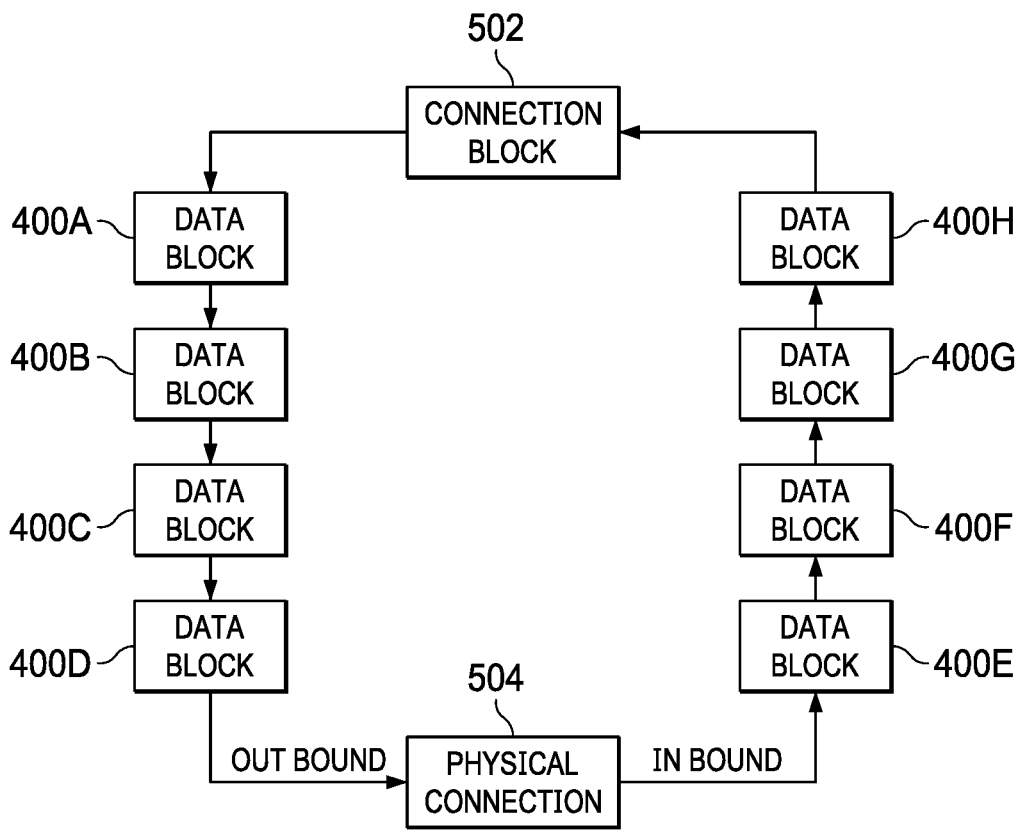 502
CONNECTION
BLOCK
400A
DATA
BLOCK
DATA
BLOCK
400H
400B
DATA
BLOCK
DATA
BLOCK
400G
400C
DATA
BLOCK
DATA
BLOCK
400F
400D
DATA
BLOCK
DATA
BLOCK
400E
504
OUT BOUND
PHYSICAL
CONNECTION
IN BOUND